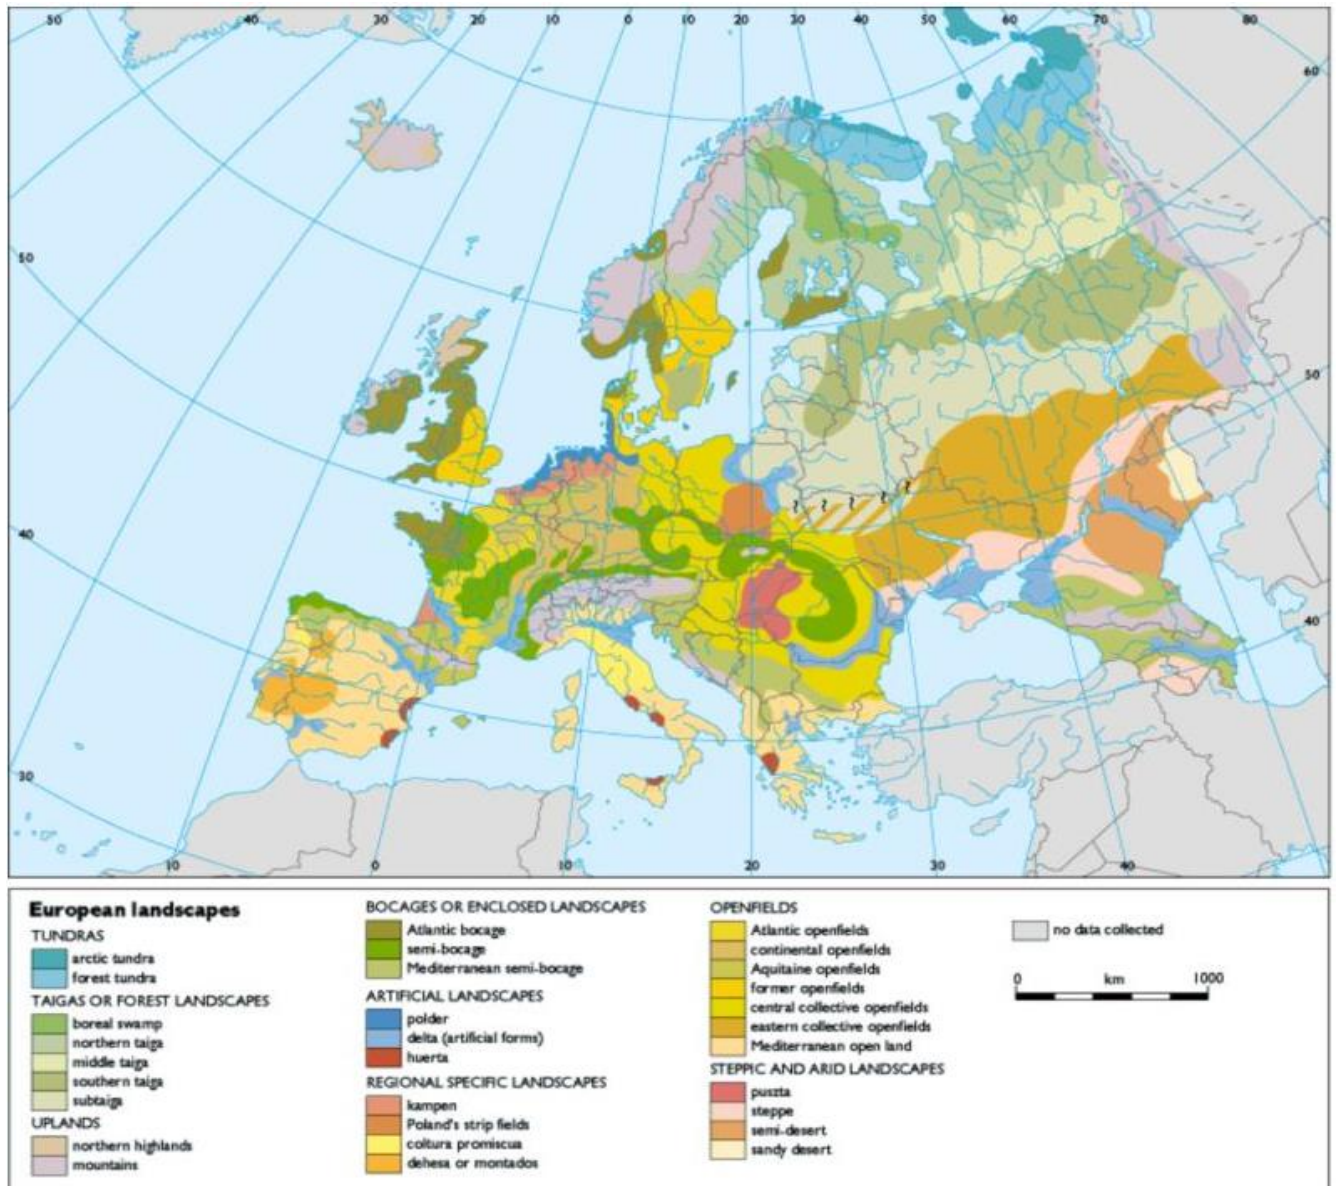 50 40 30 20 10 0 10 20 30 40 50 60 70 80
60
50
50
40
40
30
10 0 10 20 30 40
European landscapes
TUNDRAS
arctic tundra
forest tundra
TAIGAS OR FOREST LANDSCAPES
boreal swamp
northern taiga
middle taiga
southern taiga
subtaiga
UPLANDS
northern highlands
mountains
BOCAGES OR ENCLOSED LANDSCAPES
Atlantic bocage
semi-bocage
Mediterranean semi-bocage
ARTIFICIAL LANDSCAPES
polder
delta (artificial forms)
huerta
REGIONAL SPECIFIC LANDSCAPES
kampen
Poland's strip fields
coltura promiscua
dehesa or montados
OPENFIELDS
Atlantic openfields
continental openfields
Aquitaine openfields
former openfields
central collective openfields
eastern collective openfields
Mediterranean open land
STEPPIC AND ARID LANDSCAPES
puszta
steppe
semi-desert
sandy desert
no data collected
0 km 1000